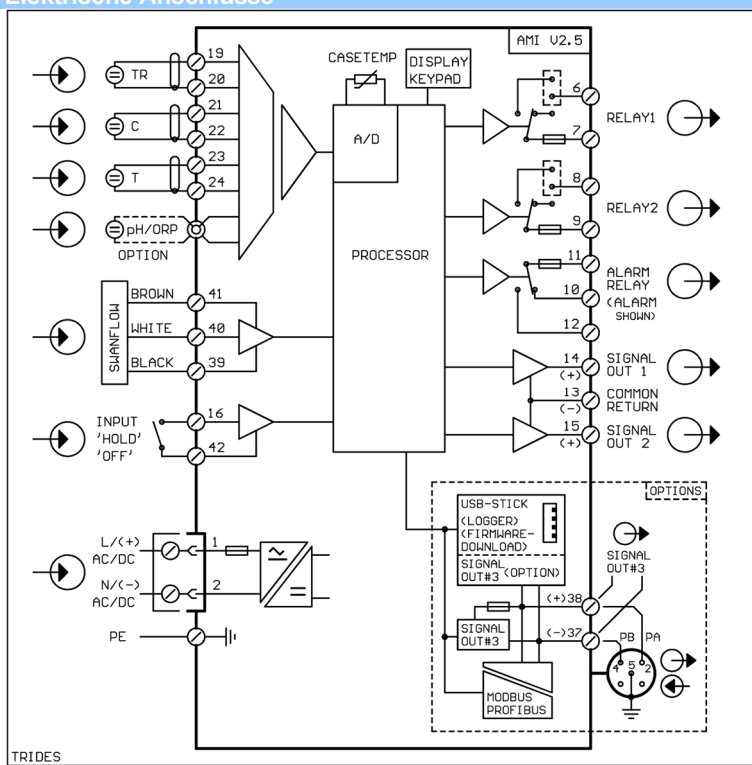 Elektrische Anschlüsse
AMI V2.5
TR
19
20
C
21
22
T
23
24
pH/ORP
OPTION
CASETEMP
DISPLAY
KEYPAD
A/D
PROCESSOR
6
7
RELAY1
8
9
RELAY2
11
10
12
ALARM
RELAY
(ALARM
SHOWN)
SWANFLOW
BROWN
41
WHITE
40
BLACK
39
14
(+)
SIGNAL
OUT 1
13
(-)
COMMON
RETURN
15
(+)
SIGNAL
OUT 2
INPUT
'HOLD'
'OFF'
16
42
L/(+)
AC/DC
1
N/(-)
AC/DC
2
PE
OPTIONS
USB-STICK
(LOGGER)
(FIRMWARE-
DOWNLOAD)
SIGNAL
OUT#3 (OPTION)
SIGNAL
OUT#3
(+)38
SIGNAL
OUT#3
(-)37
PB
PA
4
5
2
MODBUS
PROFIBUS
TRIDES